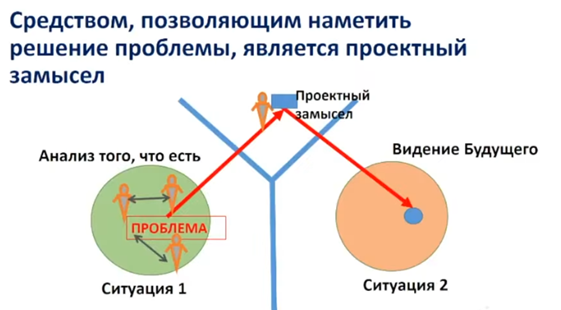 Средством, позволяющим наметить
решение проблемы, является проектный
замысел
Проектный
замысел
Анализ того, что есть
Видение Будущего
ПРОБЛЕМА
Ситуация 1
Ситуация 2